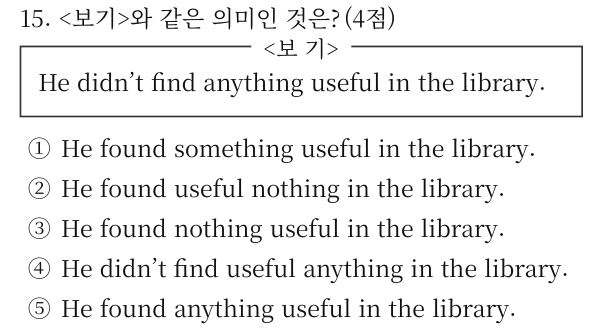 15. <보기>와 같은 의미인 것은? (4점)
<보 기>
He didn’t find anything useful in the library.
① He found something useful in the library.
② He found useful nothing in the library.
③ He found nothing useful in the library.
④ He didn’t find useful anything in the library.
⑤ He found anything useful in the library.